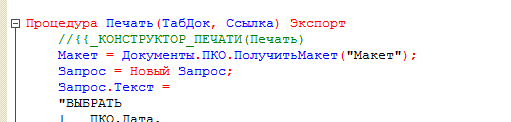 Процедура Печать(ТабДок, Ссылка) Экспорт
//{{_КОНСТРУКТОР_ПЕЧАТИ(Печать)
Макет = Документы.ПКО.ПолучитьМакет("Макет");
Запрос = Новый Запрос;
Запрос.Текст =
"ВЫБРАТЬ
|   ПКО.Дата,